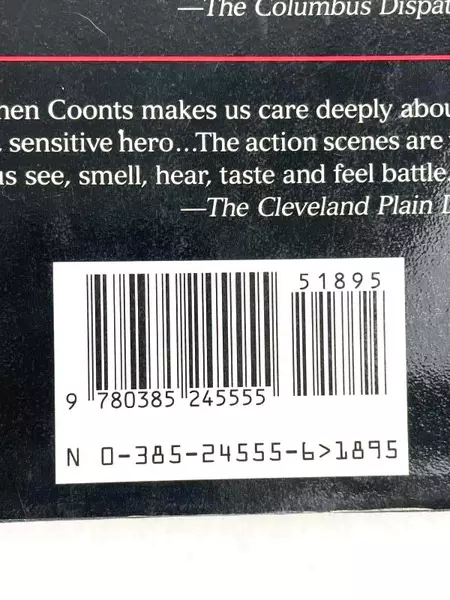 —The Columbus Dispat
hen Coonts makes us care deeply abou
, sensitive hero...The action scenes are
us see, smell, hear, taste and feel battle.
—The Cleveland Plain D
51895
9 780385 245555
N 0-385-24555-6>1895